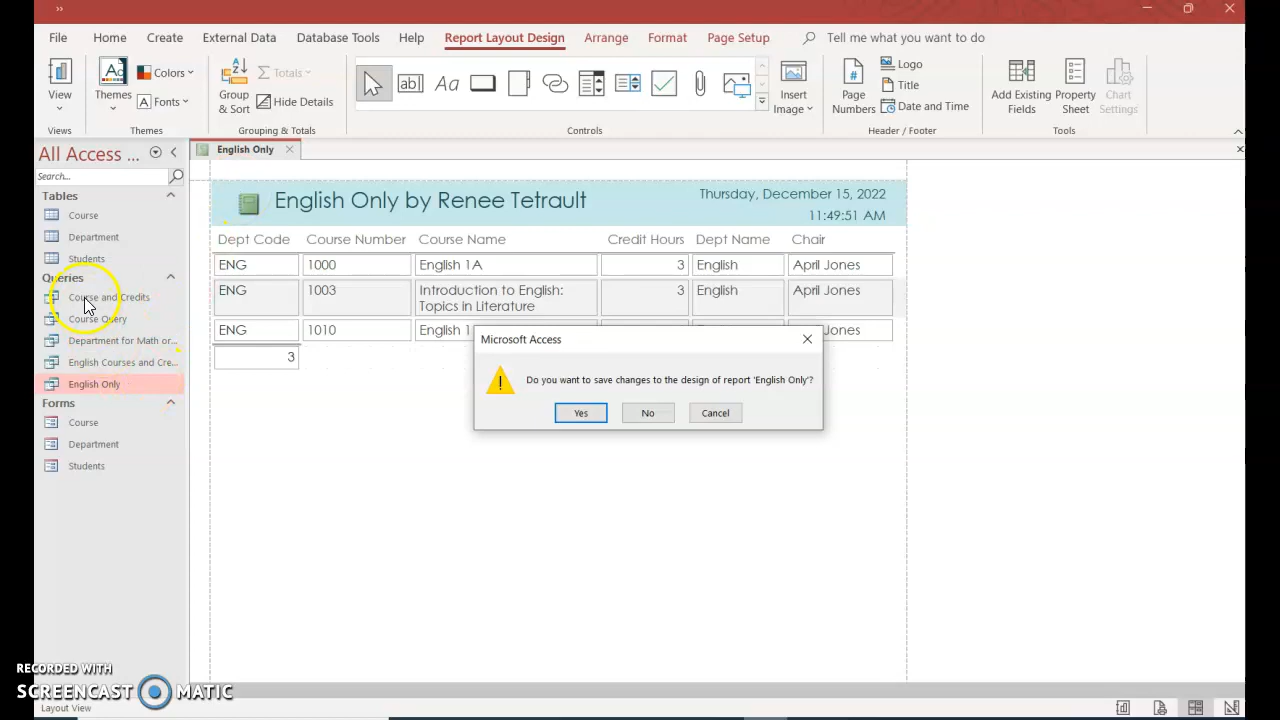 File Home Create External Data Database Tools Help Report Layout Design Arrange Format Page Setup Tell me what you want to do
View
Views
Themes
Colors
Fonts
Themes
Group & Sort
Totals
Hide Details
Grouping & Totals
ab|
Aa
Controls
Insert Image
Page Numbers
Logo
Title
Date and Time
Header / Footer
Add Existing Fields
Property Sheet
Chart Settings
Tools
All Access ...
Search...
Tables
Course
Department
Students
Queries
Course and Credits
Course Query
Department for Math or...
English Courses and Cre...
English Only
Forms
Course
Department
Students
English Only
English Only by Renee Tetrault
Thursday, December 15, 2022
11:49:51 AM
Dept Code Course Number Course Name Credit Hours Dept Name Chair
ENG 1000 English 1A 3 English April Jones
ENG 1003 Introduction to English: Topics in Literature 3 English April Jones
ENG 1010 English 1 Jones
3
Microsoft Access
Do you want to save changes to the design of report 'English Only'?
Yes No Cancel
RECORDED WITH
SCREENCAST MATIC
Layout View